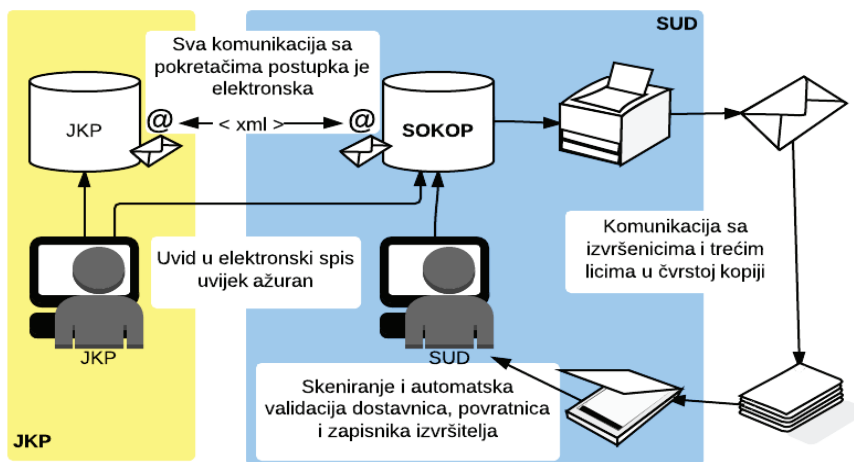 SUD
Sva komunikacija sa
pokretačima postupka je
elektronska
JKP
@
< xml >
@
SOKOP
Komunikacija sa
izvršenicima i trećim
licima u čvrstoj kopiji
Uvid u elektronski spis
uvijek ažuran
JKP
SUD
Skeniranje i automatska
validacija dostavnica, povratnica
i zapisnika izvršitelja
JKP